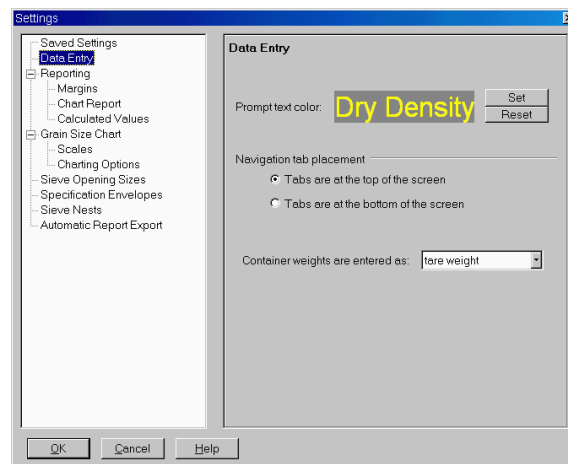 Settings
Saved Settings
Data Entry
Reporting
Margins
Chart Report
Calculated Values
Grain Size Chart
Scales
Charting Options
Sieve Opening Sizes
Specification Envelopes
Sieve Nests
Automatic Report Export
Data Entry
Prompt text color: Dry Density Set
Reset
Navigation tab placement
Tabs are at the top of the screen
Tabs are at the bottom of the screen
Container weights are entered as: tare weight
OK Cancel Help